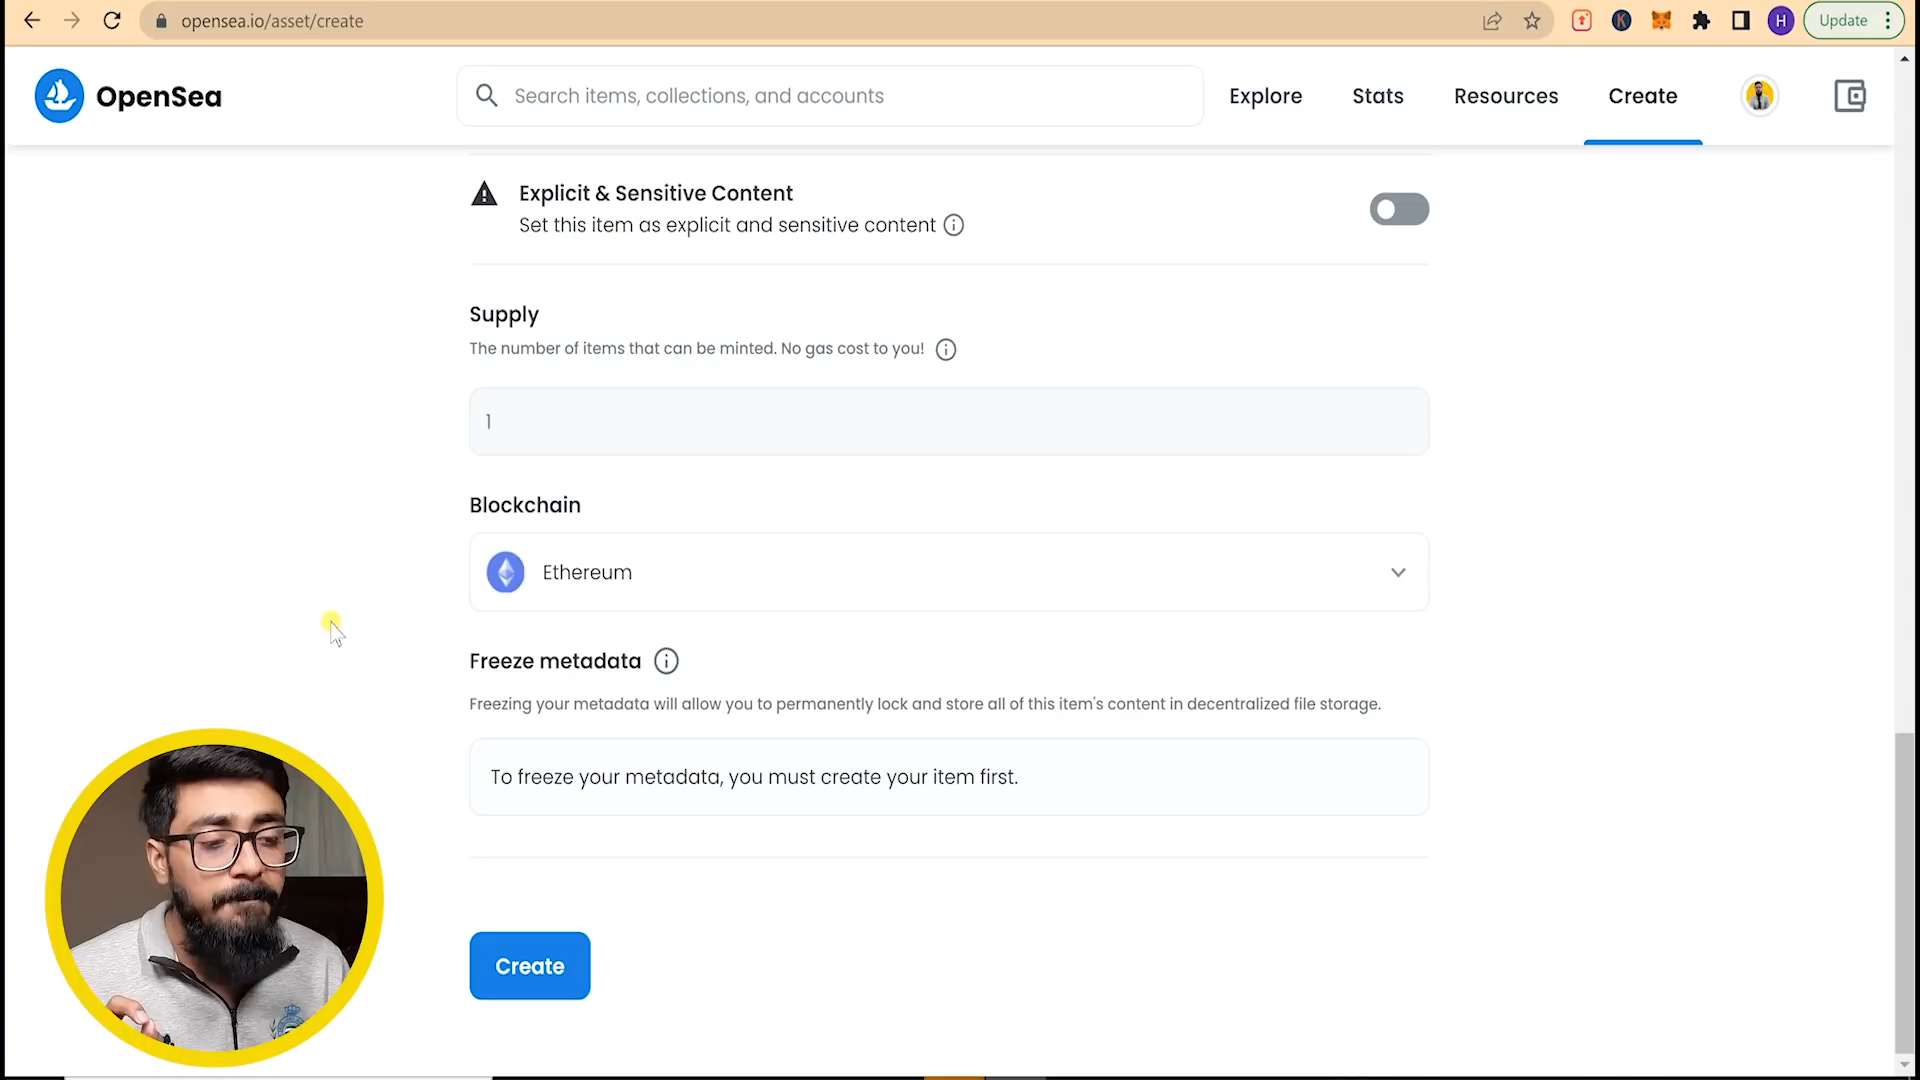 opensea.io/asset/create
K
H
Update
OpenSea
Search items, collections, and accounts
Explore
Stats
Resources
Create
Explicit & Sensitive Content
Set this item as explicit and sensitive content
Supply
The number of items that can be minted. No gas cost to you!
1
Blockchain
Ethereum
Freeze metadata
Freezing your metadata will allow you to permanently lock and store all of this item's content in decentralized file storage.
To freeze your metadata, you must create your item first.
Create